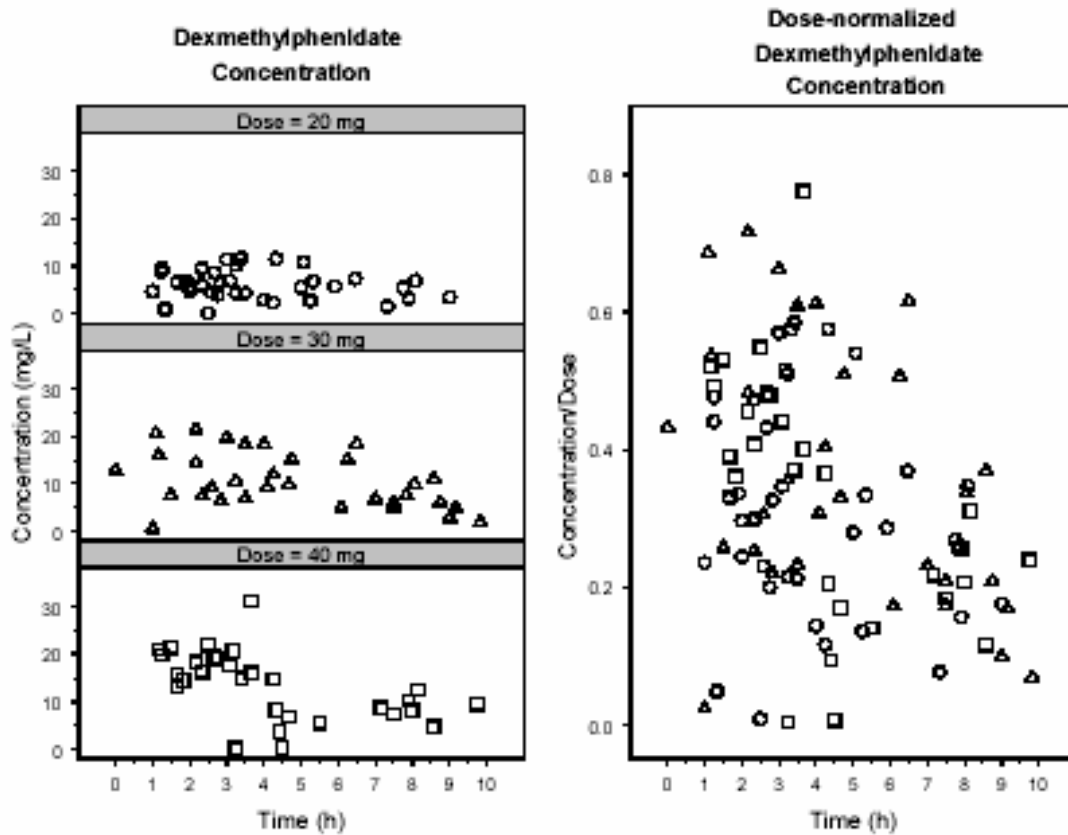 Dexmethylphenidate
Concentration
Dose = 20 mg
30
20
10
0
Dose = 30 mg
30
20
10
0
Dose = 40 mg
30
20
10
0
Concentration (mg/L)
0 1 2 3 4 5 6 7 8 9 10
Time (h)
Dose-normalized
Dexmethylphenidate
Concentration
0.8
0.6
0.4
0.2
0.0
Concentration/Dose
0 1 2 3 4 5 6 7 8 9 10
Time (h)